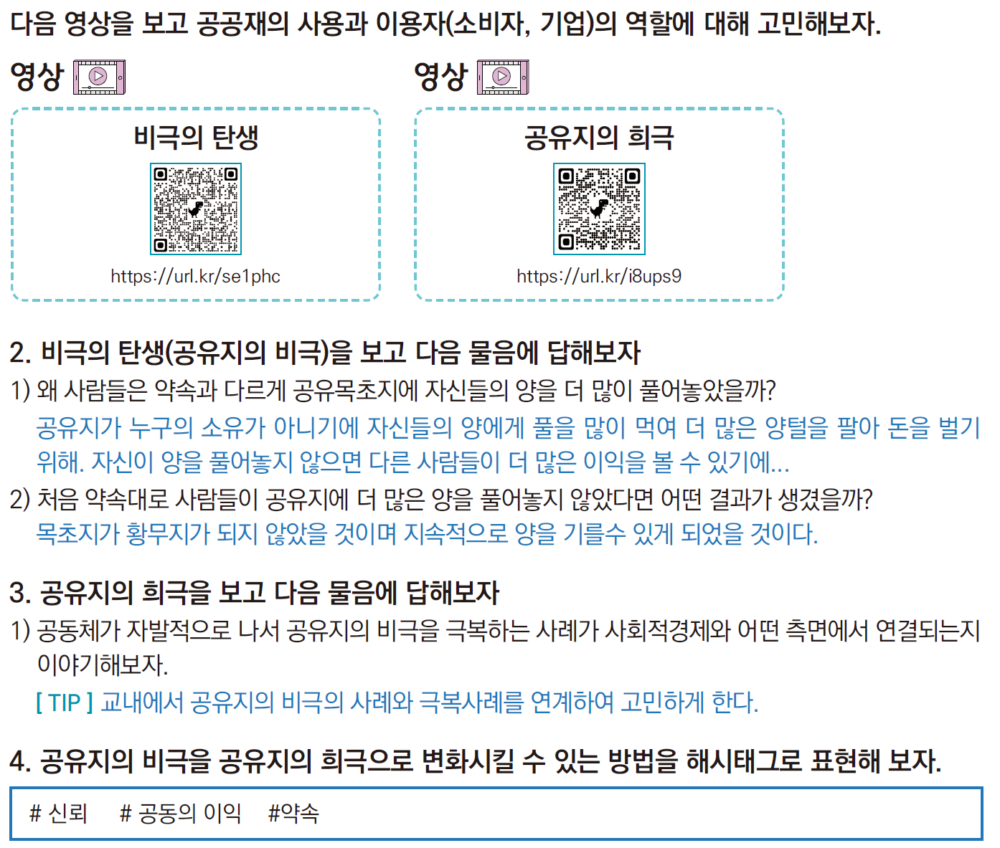 다음 영상을 보고 공공재의 사용과 이용자(소비자, 기업)의 역할에 대해 고민해보자.
영상
영상
비극의 탄생
공유지의 희극
https://url.kr/se1phc
https://url.kr/i8ups9
2. 비극의 탄생(공유지의 비극)을 보고 다음 물음에 답해보자
1) 왜 사람들은 약속과 다르게 공유목초지에 자신들의 양을 더 많이 풀어놓았을까?
공유지가 누구의 소유가 아니기에 자신들의 양에게 풀을 많이 먹여 더 많은 양털을 팔아 돈을 벌기
위해. 자신이 양을 풀어놓지 않으면 다른 사람들이 더 많은 이익을 볼 수 있기에...
2) 처음 약속대로 사람들이 공유지에 더 많은 양을 풀어놓지 않았다면 어떤 결과가 생겼을까?
목초지가 황무지가 되지 않았을 것이며 지속적으로 양을 기를수 있게 되었을 것이다.
3. 공유지의 희극을 보고 다음 물음에 답해보자
1) 공동체가 자발적으로 나서 공유지의 비극을 극복하는 사례가 사회적경제와 어떤 측면에서 연결되는지
이야기해보자.
[ TIP ] 교내에서 공유지의 비극의 사례와 극복사례를 연계하여 고민하게 한다.
4. 공유지의 비극을 공유지의 희극으로 변화시킬 수 있는 방법을 해시태그로 표현해 보자.
# 신뢰 # 공동의 이익 #약속